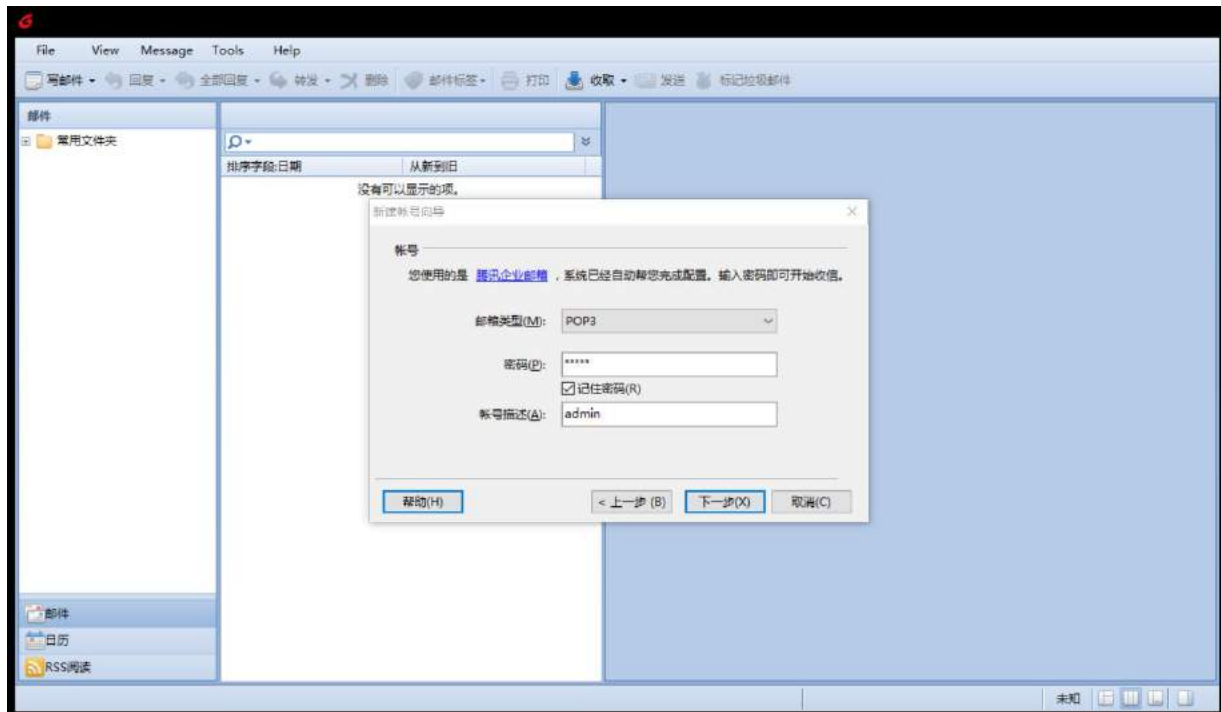 File View Message Tools Help
写邮件 回复 全部回复 转发 删除 邮件标签 打印 收取 发送 标记垃圾邮件
邮件
常用文件夹
排序字段:日期 从新到旧
没有可以显示的项。
新建帐号向导
帐号
您使用的是 腾讯企业邮箱 ,系统已经自动帮您完成配置。输入密码即可开始收信。
邮箱类型(M): POP3
密码(P): *****
记住密码(R)
帐号描述(A): admin
帮助(H) < 上一步 (B) 下一步(X) 取消(C)
邮件
日历
RSS阅读
未知